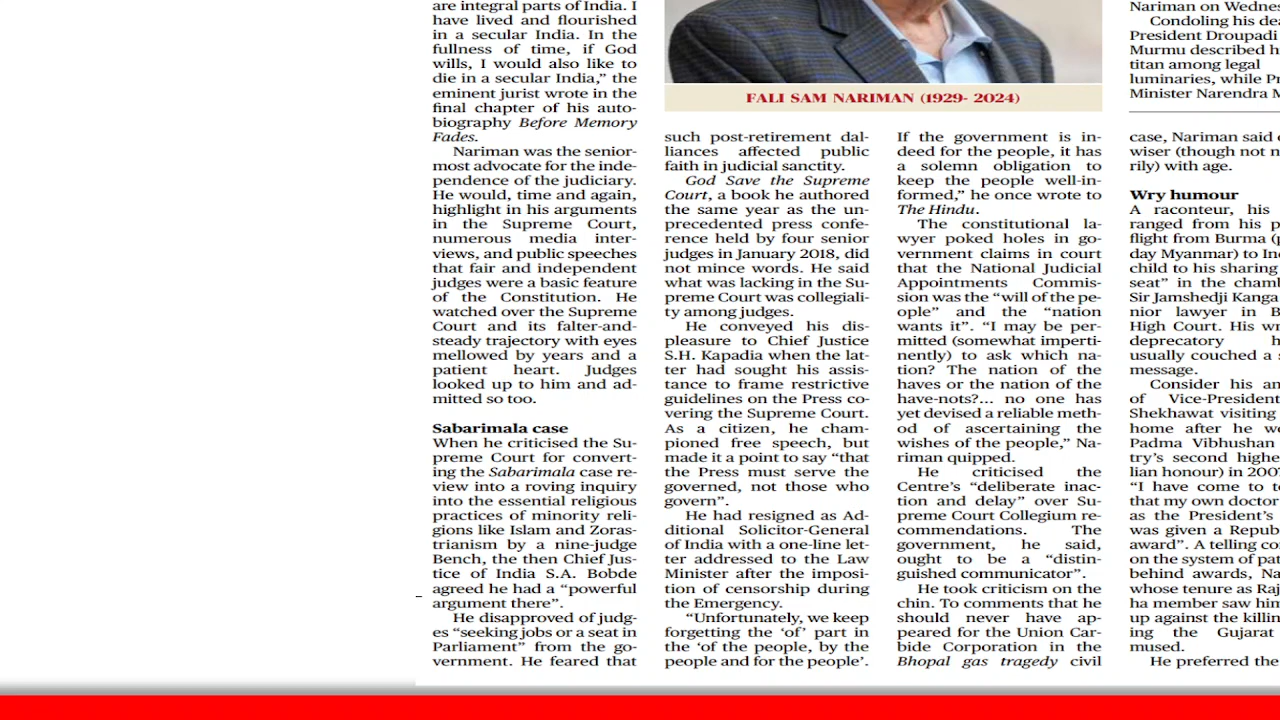 are integral parts of India. I
have lived and flourished
in a secular India. In the
fullness of time, if God
wills, I would also like to
die in a secular India,” the
eminent jurist wrote in the
final chapter of his auto-
biography Before Memory
Fades.
Nariman was the senior-
most advocate for the inde-
pendence of the judiciary.
He would, time and again,
highlight in his arguments
in the Supreme Court,
numerous media inter-
views, and public speeches
that fair and independent
judges were a basic feature
of the Constitution. He
watched over the Supreme
Court and its falter-and-
steady trajectory with eyes
mellowed by years and a
patient heart. Judges
looked up to him and ad-
mitted so too.
Sabarimala case
When he criticised the Su-
preme Court for convert-
ing the Sabarimala case re-
view into a roving inquiry
into the essential religious
practices of minority reli-
gions like Islam and Zoras-
trianism by a nine-judge
Bench, the then Chief Jus-
tice of India S.A. Bobde
agreed he had a “powerful
argument there”.
He disapproved of judg-
es “seeking jobs or a seat in
Parliament” from the go-
vernment. He feared that
FALI SAM NARIMAN (1929- 2024)
such post-retirement dal-
liances affected public
faith in judicial sanctity.
God Save the Supreme
Court, a book he authored
the same year as the un-
precedented press confe-
rence held by four senior
judges in January 2018, did
not mince words. He said
what was lacking in the Su-
preme Court was collegiali-
ty among judges.
He conveyed his dis-
pleasure to Chief Justice
S.H. Kapadia when the lat-
ter had sought his assis-
tance to frame restrictive
guidelines on the Press co-
vering the Supreme Court.
As a citizen, he cham-
pioned free speech, but
made it a point to say “that
the Press must serve the
governed, not those who
govern”.
He had resigned as Ad-
ditional Solicitor-General
of India with a one-line let-
ter addressed to the Law
Minister after the imposi-
tion of censorship during
the Emergency.
“Unfortunately, we keep
forgetting the ‘of’ part in
the ‘of the people, by the
people and for the people’.
If the government is in-
deed for the people, it has
a solemn obligation to
keep the people well-in-
formed,” he once wrote to
The Hindu.
The constitutional la-
wyer poked holes in go-
vernment claims in court
that the National Judicial
Appointments Commis-
sion was the “will of the pe-
ople” and the “nation
wants it”. “I may be per-
mitted (somewhat imperti-
nently) to ask which na-
tion? The nation of the
haves or the nation of the
have-nots?... no one has
yet devised a reliable meth-
od of ascertaining the
wishes of the people,” Na-
riman quipped.
He criticised the
Centre’s “deliberate inac-
tion and delay” over Su-
preme Court Collegium re-
commendations. The
government, he said,
ought to be a “distin-
guished communicator”.
He took criticism on the
chin. To comments that he
should never have ap-
peared for the Union Car-
bide Corporation in the
Bhopal gas tragedy civil
Nariman on Wednes
Condoling his de
President Droupadi
Murmu described h
titan among legal
luminaries, while P
Minister Narendra M
case, Nariman said
wiser (though not n
rily) with age.
Wry humour
A raconteur, his
ranged from his p
flight from Burma (p
day Myanmar) to In
child to his sharing
seat” in the chamb
Sir Jamshedji Kanga
nior lawyer in B
High Court. His wr
deprecatory h
usually couched a s
message.
Consider his an
of Vice-President
Shekhawat visiting
home after he wo
Padma Vibhushan
try’s second highe
lian honour) in 2007
“I have come to t
that my own doctor
as the President’s
was given a Repub
award”. A telling co
on the system of pat
behind awards, Na
whose tenure as Raj
ha member saw him
up against the killin
ing the Gujarat
mused.
He preferred the